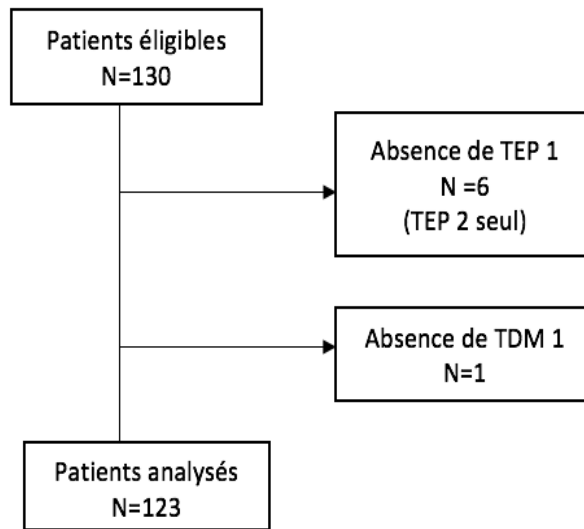 Patients éligibles
N=130
Absence de TEP 1
N =6
(TEP 2 seul)
Absence de TDM 1
N=1
Patients analysés
N=123